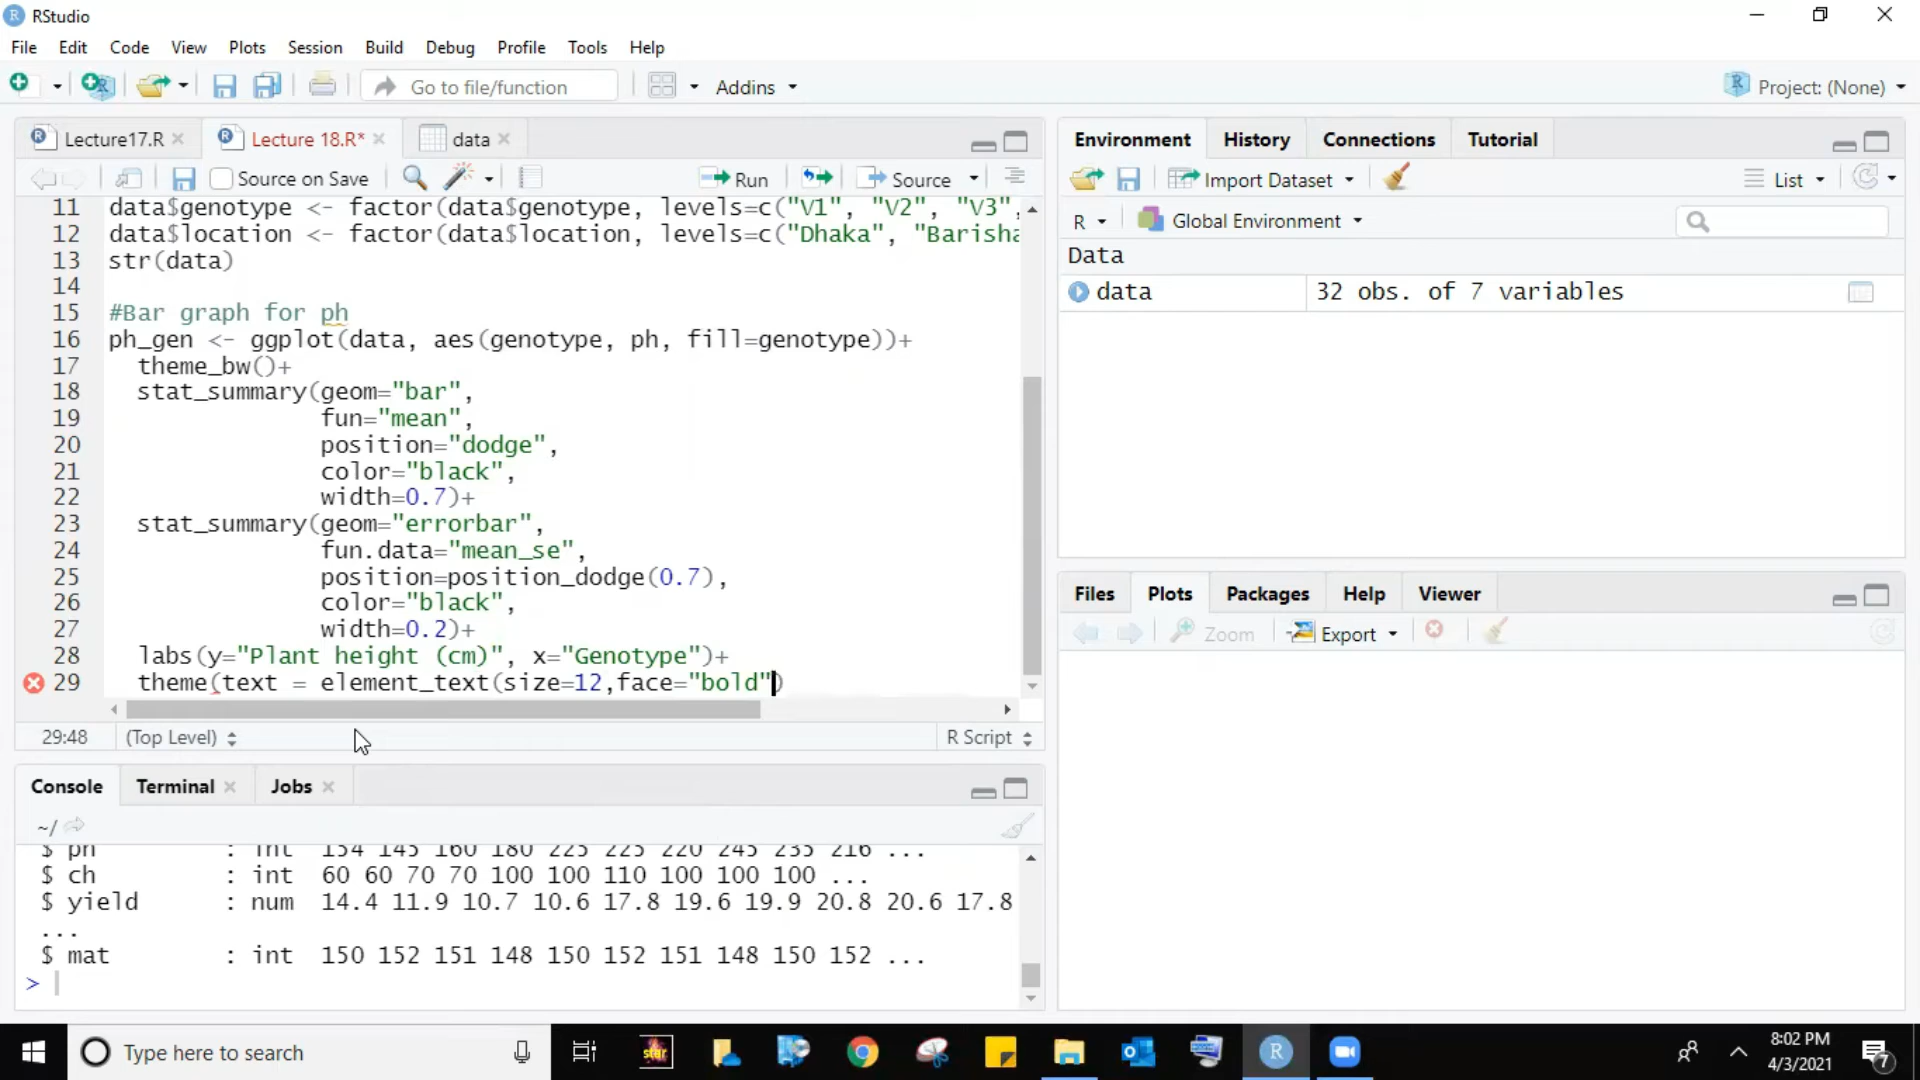 RStudio
File Edit Code View Plots Session Build Debug Profile Tools Help
Go to file/function Addins Project: (None)
Lecture17.R Lecture 18.R* data
Source on Save Run Source
11 data$genotype <- factor(data$genotype, levels=c("V1", "V2", "V3",
12 data$location <- factor(data$location, levels=c("Dhaka", "Barisha
13 str(data)
14
15 #Bar graph for ph
16 ph_gen <- ggplot(data, aes(genotype, ph, fill=genotype))+
17 theme_bw()+
18 stat_summary(geom="bar",
19 fun="mean",
20 position="dodge",
21 color="black",
22 width=0.7)+
23 stat_summary(geom="errorbar",
24 fun.data="mean_se",
25 position=position_dodge(0.7),
26 color="black",
27 width=0.2)+
28 labs(y="Plant height (cm)", x="Genotype")+
29 theme(text = element_text(size=12,face="bold")
29:48 (Top Level) R Script
Console Terminal Jobs
~/
$ ph : int 154 145 160 180 225 225 220 245 235 216 ...
$ ch : int 60 60 70 70 100 100 110 100 100 100 ...
$ yield : num 14.4 11.9 10.7 10.6 17.8 19.6 19.9 20.8 20.6 17.8
...
$ mat : int 150 152 151 148 150 152 151 148 150 152 ...
>
Environment History Connections Tutorial
Import Dataset List
R Global Environment
Data
data 32 obs. of 7 variables
Files Plots Packages Help Viewer
Zoom Export
Type here to search
star
R
8:02 PM
4/3/2021
7